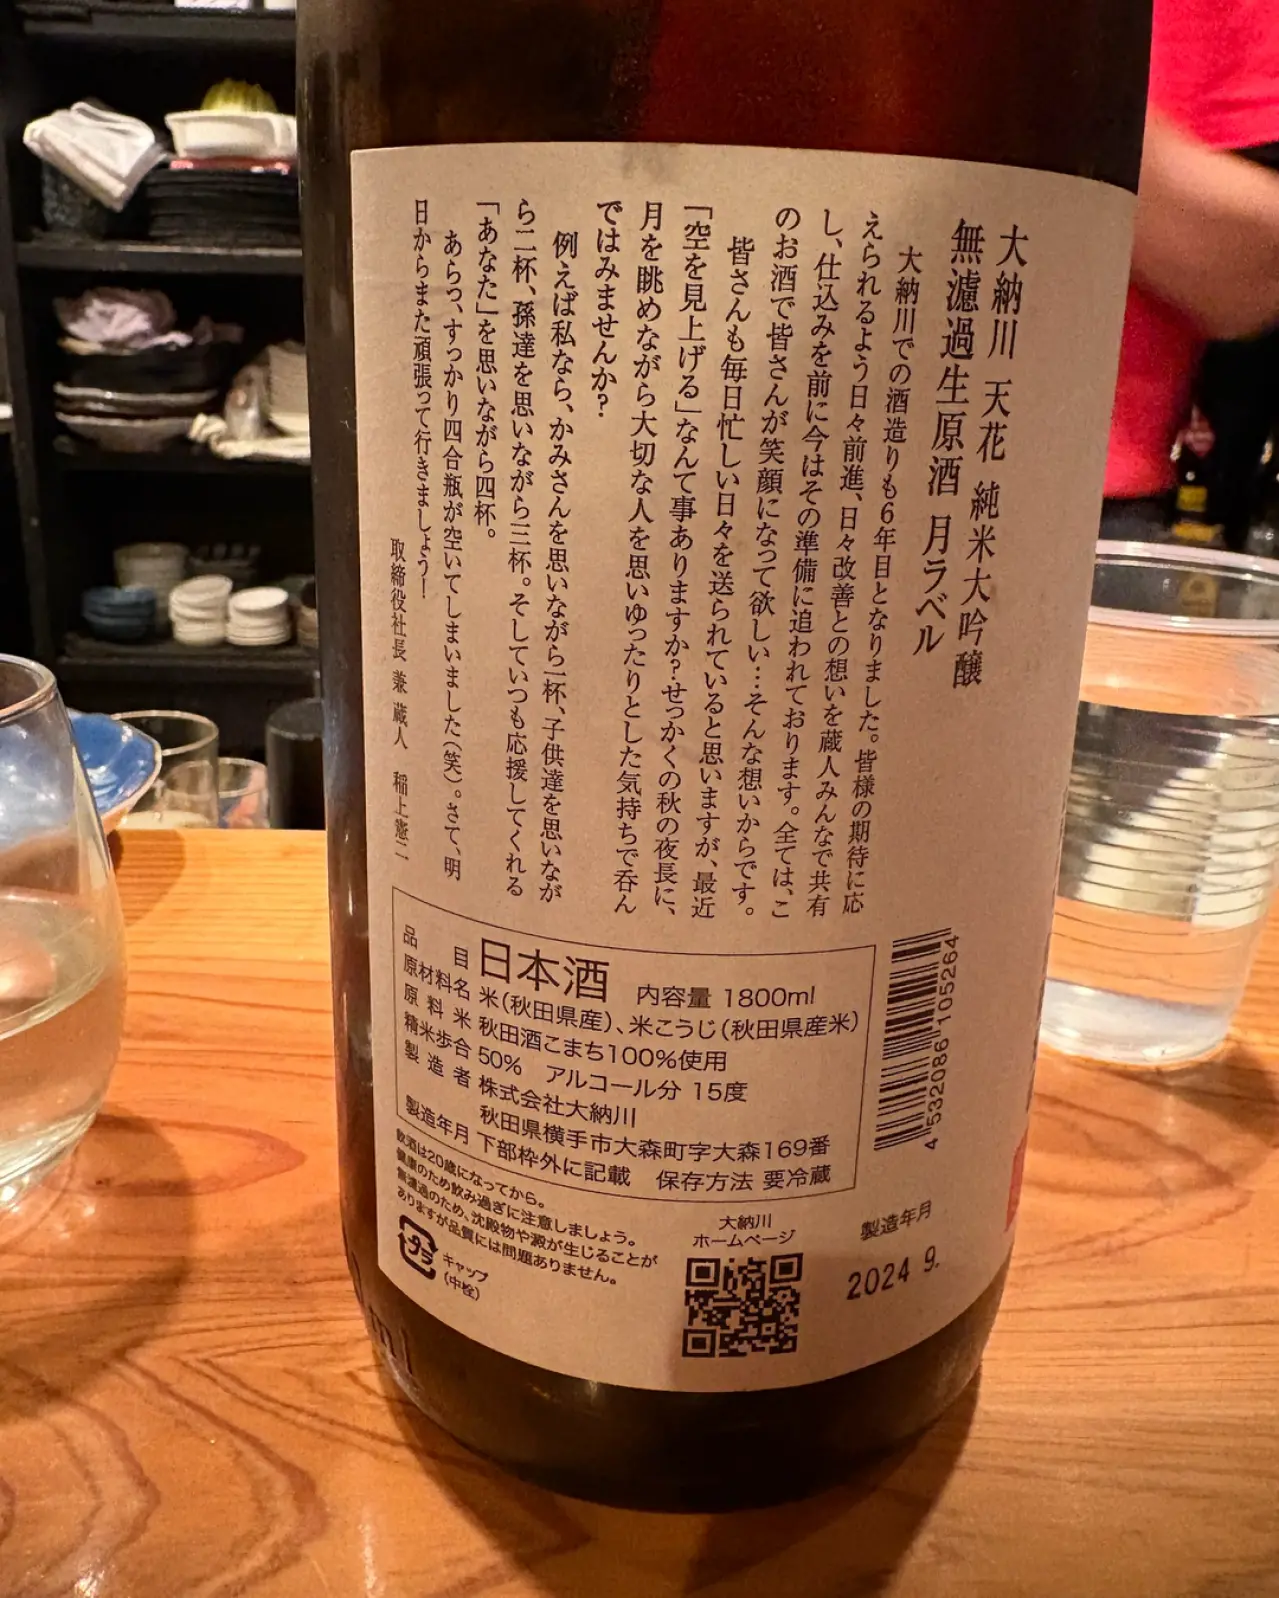 大納川 天花 純米大吟醸
無濾過生原酒 月ラベル
大納川での酒造りも6年目となりました。皆様の期待に応
えられるよう日々前進、日々改善との想いを蔵人みんなで共有
し、仕込みを前に今はその準備に追われております。全ては、こ
のお酒で皆さんが笑顔になって欲しい…そんな想いからです。
皆さんも毎日忙しい日々を送られていると思いますが、最近
「空を見上げる」なんて事ありますか?せっかくの秋の夜長に、
月を眺めながら大切な人を思いゆったりとした気持ちで呑ん
ではみませんか?
例えば私なら、かみさんを思いながら一杯、子供達を思いなが
ら二杯、孫達を思いながら三杯。そしていつも応援してくれる
「あなた」を思いながら四杯。
あらっ、すっかり四合瓶が空いてしまいました(笑)。さて、明
日からまた頑張って行きましょう!
取締役社長 兼 蔵人 稲上憲二
品目 日本酒 内容量 1800ml
原材料名 米(秋田県産)、米こうじ(秋田県産米)
原料米 秋田酒こまち100%使用
精米歩合 50% アルコール分 15度
製造者 株式会社大納川
秋田県横手市大森町字大森169番
製造年月 下部枠外に記載 保存方法 要冷蔵
4532086105264
飲酒は20歳になってから。
健康のため飲み過ぎに注意しましょう。
無濾過のため、沈殿物や澱が生じることが
ありますが品質には問題ありません。
プラ
キャップ
(中栓)
大納川
ホームページ
製造年月
2024 9.